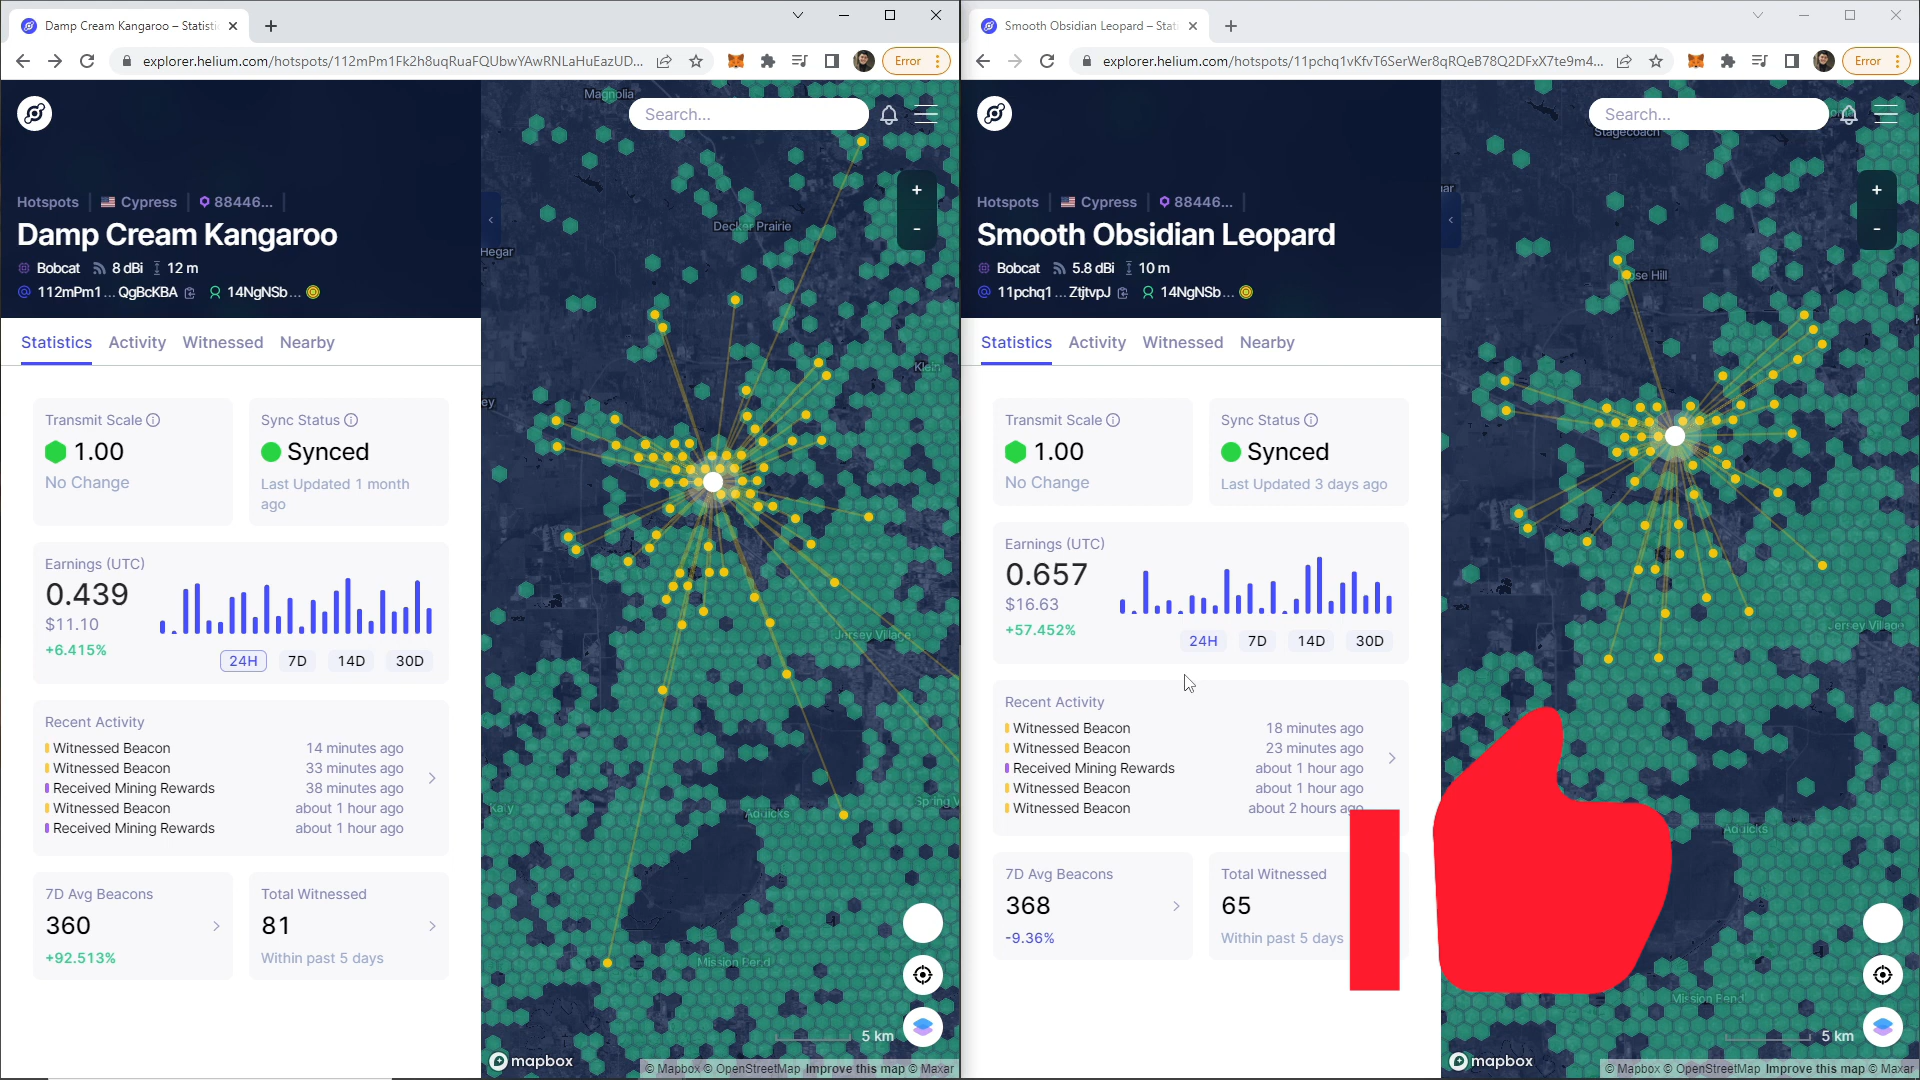 Damp Cream Kangaroo – Statistic
explorer.helium.com/hotspots/112mPm1Fk2h8uqRuaFQUbwYAwRNLaHuEazUD...
Error
Search...
Hotspots
Cypress
88446...
Damp Cream Kangaroo
Bobcat
8 dBi
12 m
112mPm1...QgBcKBA
14NgNSb...
Statistics
Activity
Witnessed
Nearby
Transmit Scale
1.00
No Change
Sync Status
Synced
Last Updated 1 month
ago
Earnings (UTC)
0.439
$11.10
+6.415%
24H
7D
14D
30D
Recent Activity
Witnessed Beacon 14 minutes ago
Witnessed Beacon 33 minutes ago
Received Mining Rewards 38 minutes ago
Witnessed Beacon about 1 hour ago
Received Mining Rewards about 1 hour ago
7D Avg Beacons
360
+92.513%
Total Witnessed
81
Within past 5 days
Magnolia
Decker Prairie
Hegar
Klein
ey
Jersey Village
Katy
Addicks
Spring V
Mission Bend
5 km
mapbox
© Mapbox © OpenStreetMap Improve this map © Maxar
Smooth Obsidian Leopard – Stat
explorer.helium.com/hotspots/11pchq1vKfvT6SerWer8qRQeB78Q2DFxX7te9m4...
Error
Search...
Hotspots
Cypress
88446...
Smooth Obsidian Leopard
Bobcat
5.8 dBi
10 m
11pchq1...ZtjtvpJ
14NgNSb...
Statistics
Activity
Witnessed
Nearby
Transmit Scale
1.00
No Change
Sync Status
Synced
Last Updated 3 days ago
Earnings (UTC)
0.657
$16.63
+57.452%
24H
7D
14D
30D
Recent Activity
Witnessed Beacon 18 minutes ago
Witnessed Beacon 23 minutes ago
Received Mining Rewards about 1 hour ago
Witnessed Beacon about 1 hour ago
Witnessed Beacon about 2 hours ago
7D Avg Beacons
368
-9.36%
Total Witnessed
65
Within past 5 days
Stagecoach
ar
Rose Hill
Jersey Village
Addicks
Mission Bend
5 km
mapbox
© Mapbox © OpenStreetMap Improve this map © Maxar